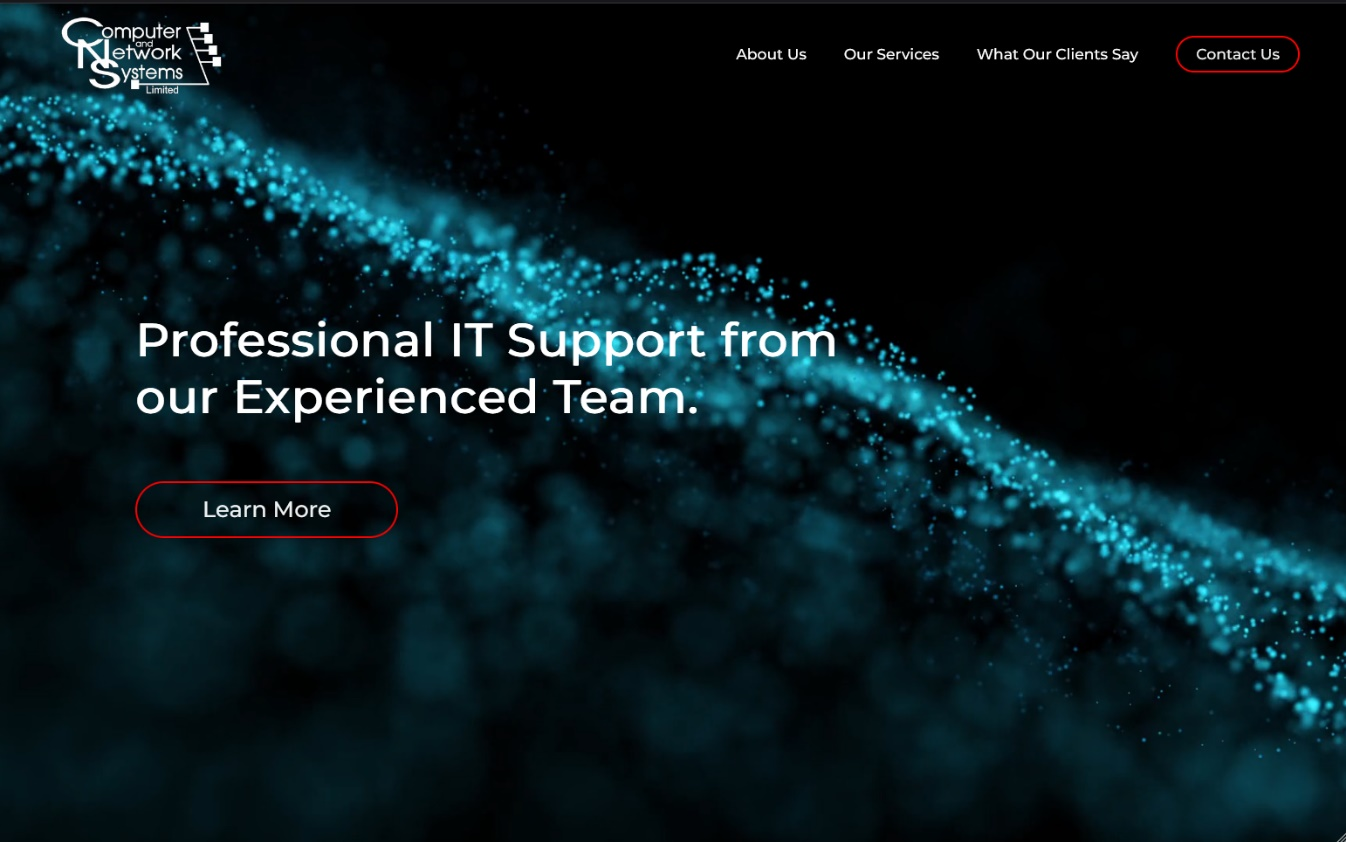 Computer
and
Network
Systems
Limited
About Us
Our Services
What Our Clients Say
Contact Us
Professional IT Support from
our Experienced Team.
Learn More